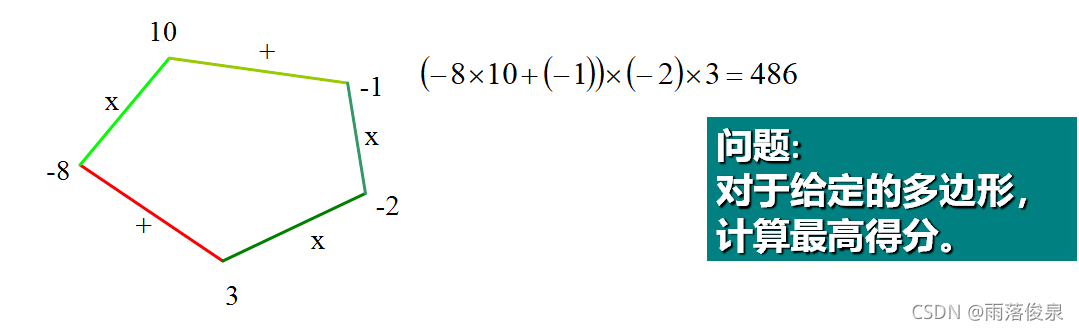 10
+
-1
(-8×10+(-1))×(-2)×3=486
x
x
-8
-2
+
x
3
问题:
对于给定的多边形，
计算最高得分。
CSDN @雨落俊泉